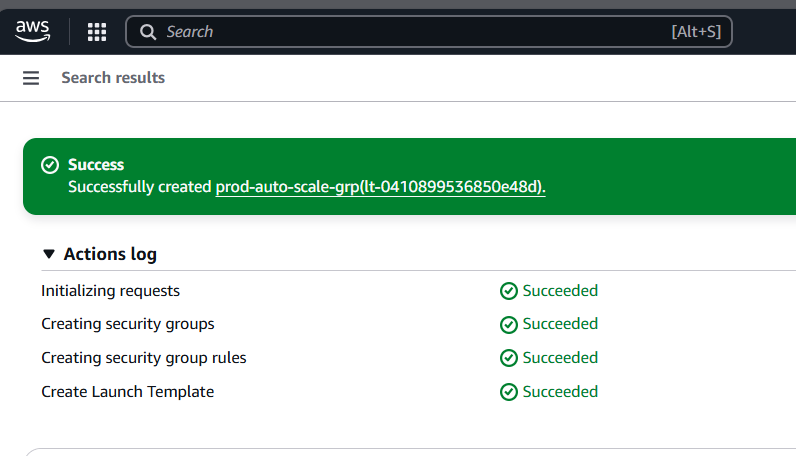 aws
Search [Alt+S]
Search results
Success
Successfully created prod-auto-scale-grp(lt-0410899536850e48d).
Actions log
Initializing requests Succeeded
Creating security groups Succeeded
Creating security group rules Succeeded
Create Launch Template Succeeded